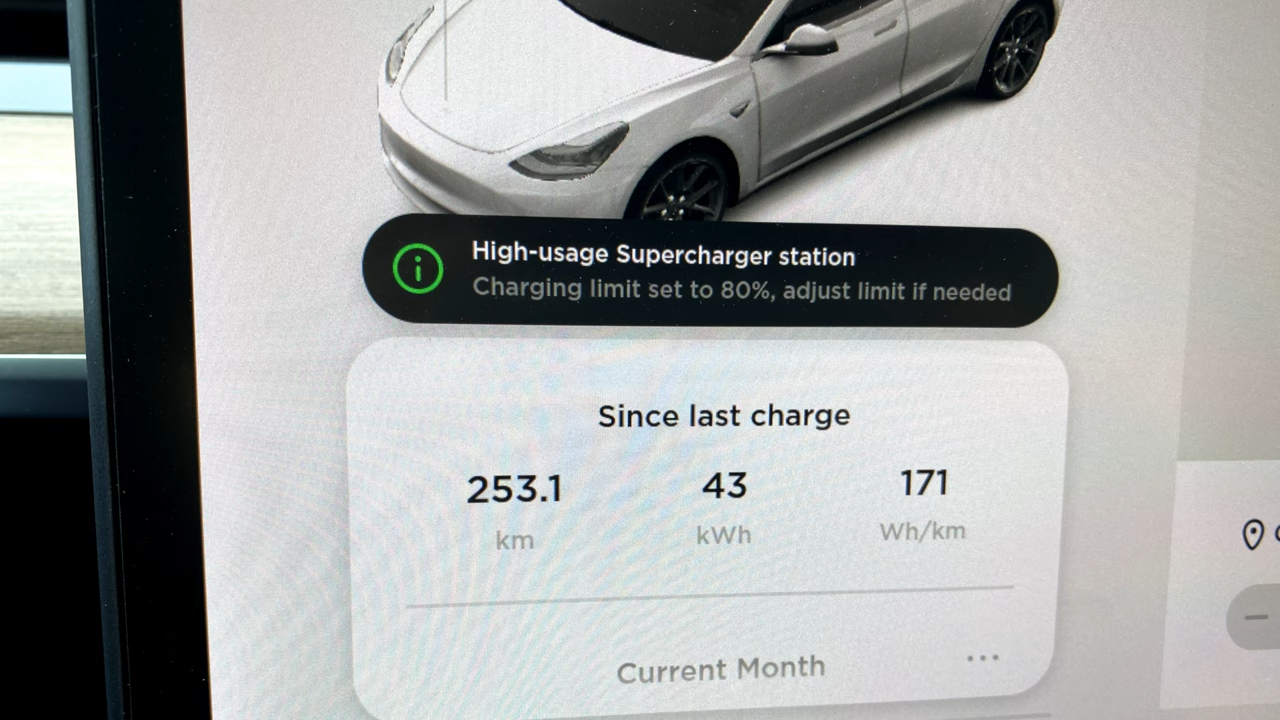 High-usage Supercharger station
Charging limit set to 80%, adjust limit if needed
Since last charge
253.1 43 171
km kWh Wh/km
Current Month